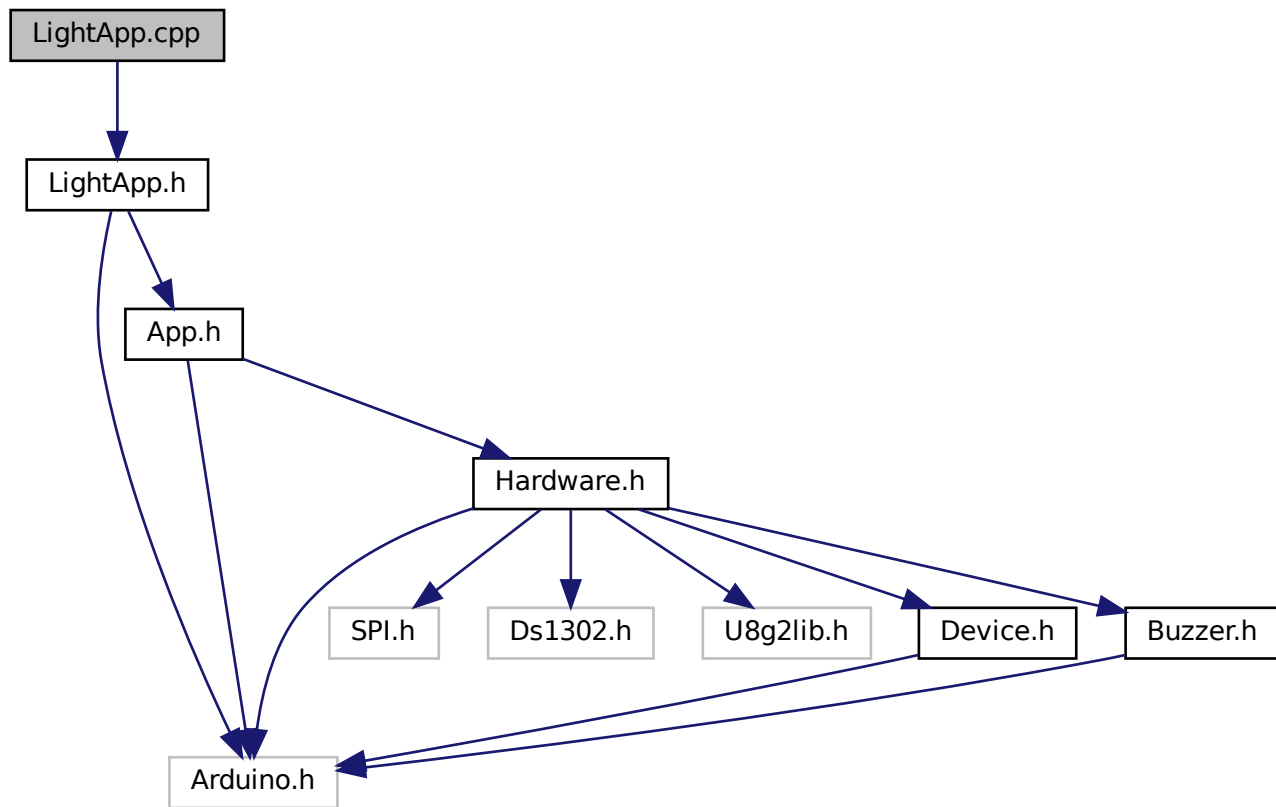 LightApp.cpp
LightApp.h
App.h
Hardware.h
SPI.h
Ds1302.h
U8g2lib.h
Device.h
Buzzer.h
Arduino.h